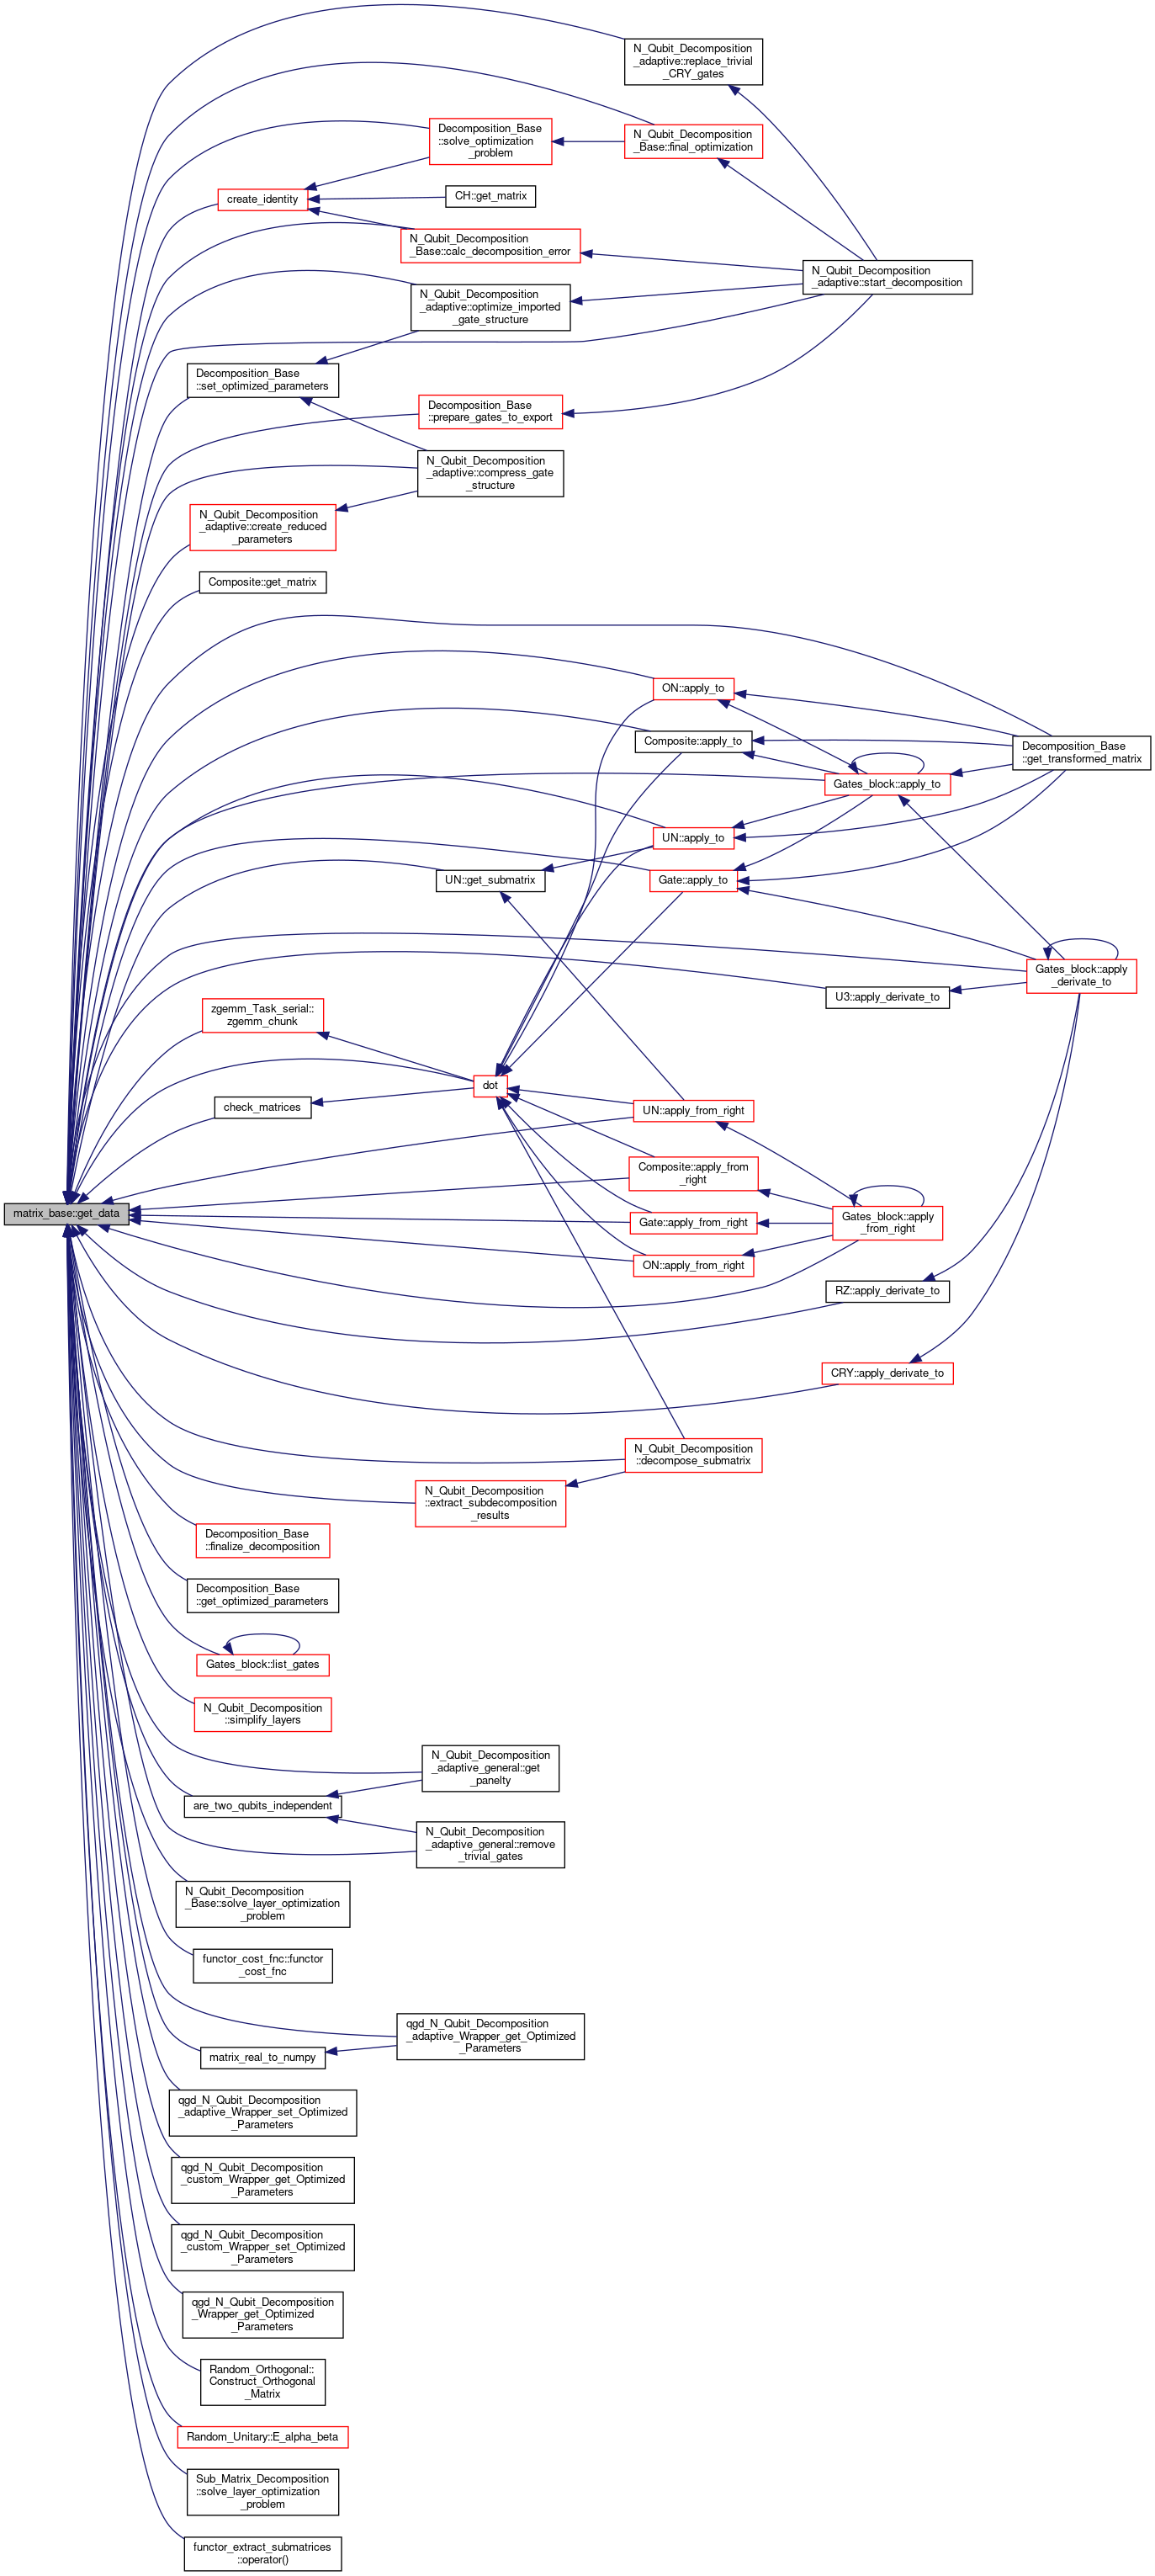 N_Qubit_Decomposition
_adaptive::replace_trivial
_CRY_gates
Decomposition_Base
::solve_optimization
_problem
N_Qubit_Decomposition
_Base::final_optimization
create_identity
CH::get_matrix
N_Qubit_Decomposition
_Base::calc_decomposition_error
N_Qubit_Decomposition
_adaptive::start_decomposition
N_Qubit_Decomposition
_adaptive::optimize_imported
_gate_structure
Decomposition_Base
::set_optimized_parameters
Decomposition_Base
::prepare_gates_to_export
N_Qubit_Decomposition
_adaptive::compress_gate
_structure
N_Qubit_Decomposition
_adaptive::create_reduced
_parameters
Composite::get_matrix
ON::apply_to
Composite::apply_to
Decomposition_Base
::get_transformed_matrix
Gates_block::apply_to
UN::apply_to
UN::get_submatrix
Gate::apply_to
Gates_block::apply
_derivate_to
U3::apply_derivate_to
zgemm_Task_serial::
zgemm_chunk
dot
check_matrices
UN::apply_from_right
Composite::apply_from
_right
matrix_base::get_data
Gate::apply_from_right
Gates_block::apply
_from_right
ON::apply_from_right
RZ::apply_derivate_to
CRY::apply_derivate_to
N_Qubit_Decomposition
::decompose_submatrix
N_Qubit_Decomposition
::extract_subdecomposition
_results
Decomposition_Base
::finalize_decomposition
Decomposition_Base
::get_optimized_parameters
Gates_block::list_gates
N_Qubit_Decomposition
::simplify_layers
N_Qubit_Decomposition
_adaptive_general::get
_panelty
are_two_qubits_independent
N_Qubit_Decomposition
_adaptive_general::remove
_trivial_gates
N_Qubit_Decomposition
_Base::solve_layer_optimization
_problem
functor_cost_fnc::functor
_cost_fnc
qgd_N_Qubit_Decomposition
_adaptive_Wrapper_get_Optimized
_Parameters
matrix_real_to_numpy
qgd_N_Qubit_Decomposition
_adaptive_Wrapper_set_Optimized
_Parameters
qgd_N_Qubit_Decomposition
_custom_Wrapper_get_Optimized
_Parameters
qgd_N_Qubit_Decomposition
_custom_Wrapper_set_Optimized
_Parameters
qgd_N_Qubit_Decomposition
_Wrapper_get_Optimized
_Parameters
Random_Orthogonal::
Construct_Orthogonal
_Matrix
Random_Unitary::E_alpha_beta
Sub_Matrix_Decomposition
::solve_layer_optimization
_problem
functor_extract_submatrices
::operator()